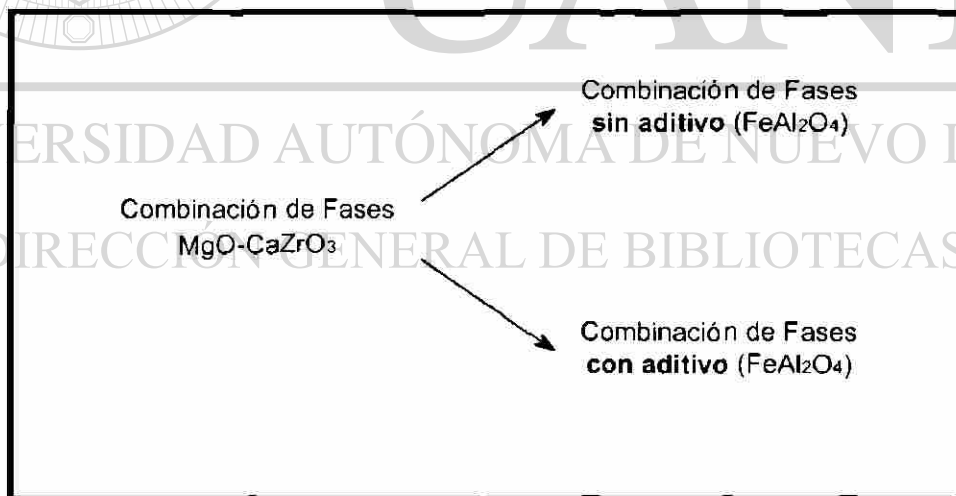 UAN
Combinación de Fases
sin aditivo (FeAl₂O₄)
ERSIDAD AUTÓNOMA DE NUEVO
Combinación de Fases
MgO-CaZrO₃
DIRECCIÓN GENERAL DE BIBLIOTECAS
Combinación de Fases
con aditivo (FeAl₂O₄)